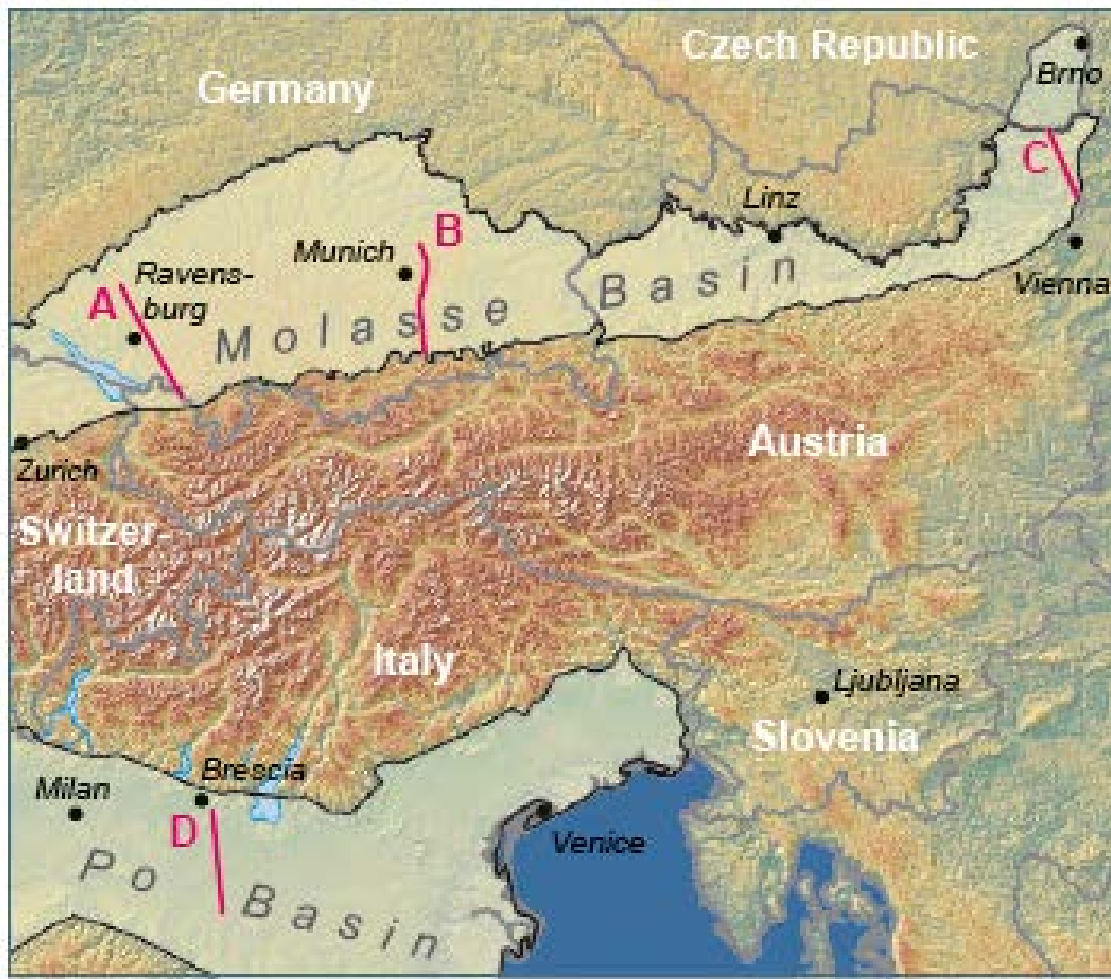 Czech Republic
Brno
Germany
C
Linz
B
Munich
Ravens-
burg
A
Vienna
Molasse Basin
Austria
Zurich
Switzer-
land
Italy
Ljubljana
Slovenia
Brescia
Milan
D
Venice
Po Basin